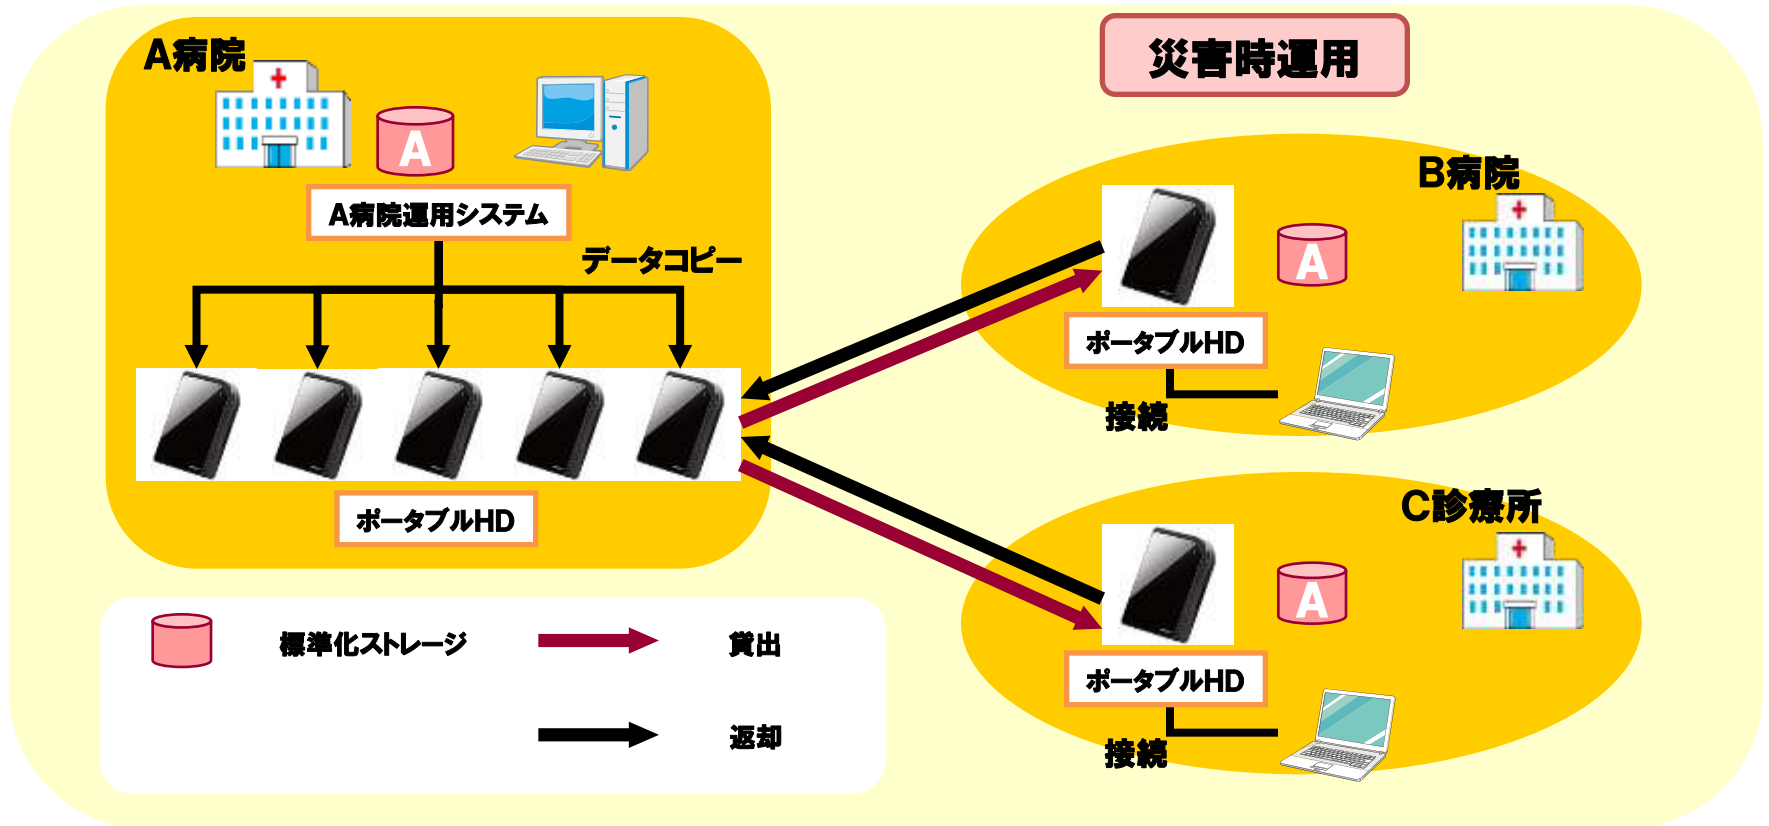 A病院
災害時運用
A
A病院運用システム
データコピー
ポータブルHD
B病院
A
ポータブルHD
接続
C診療所
A
ポータブルHD
接続
標準化ストレージ
貸出
返却